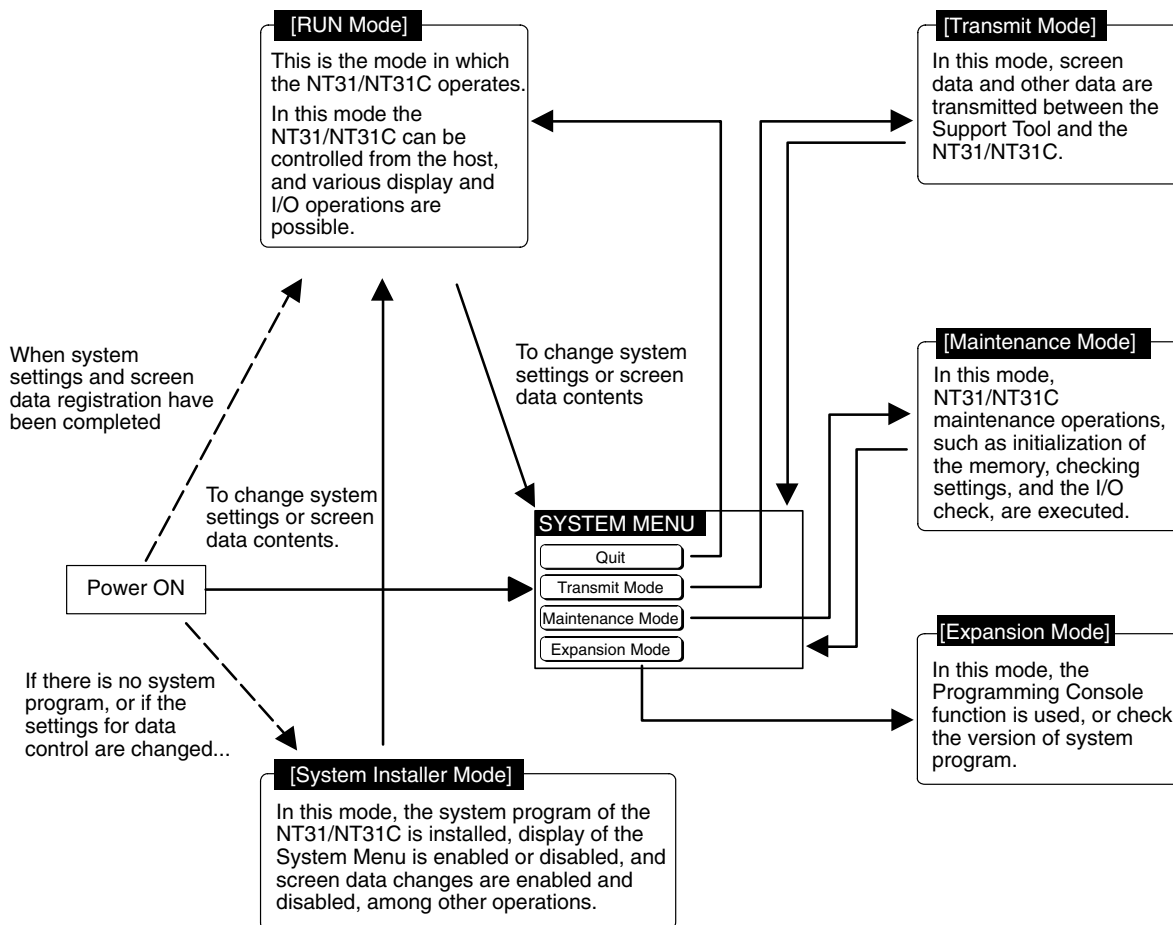 [RUN Mode]
This is the mode in which
the NT31/NT31C operates.
In this mode the
NT31/NT31C can be
controlled from the host,
and various display and
I/O operations are
possible.
[Transmit Mode]
In this mode, screen
data and other data are
transmitted between the
Support Tool and the
NT31/NT31C.
When system
settings and screen
data registration have
been completed
To change system
settings or screen
data contents
[Maintenance Mode]
In this mode,
NT31/NT31C
maintenance operations,
such as initialization of
the memory, checking
settings, and the I/O
check, are executed.
To change system
settings or screen
data contents.
Power ON
SYSTEM MENU
Quit
Transmit Mode
Maintenance Mode
Expansion Mode
[Expansion Mode]
In this mode, the
Programming Console
function is used, or check
the version of system
program.
If there is no system
program, or if the
settings for data
control are changed...
[System Installer Mode]
In this mode, the system program of the
NT31/NT31C is installed, display of the
System Menu is enabled or disabled, and
screen data changes are enabled and
disabled, among other operations.